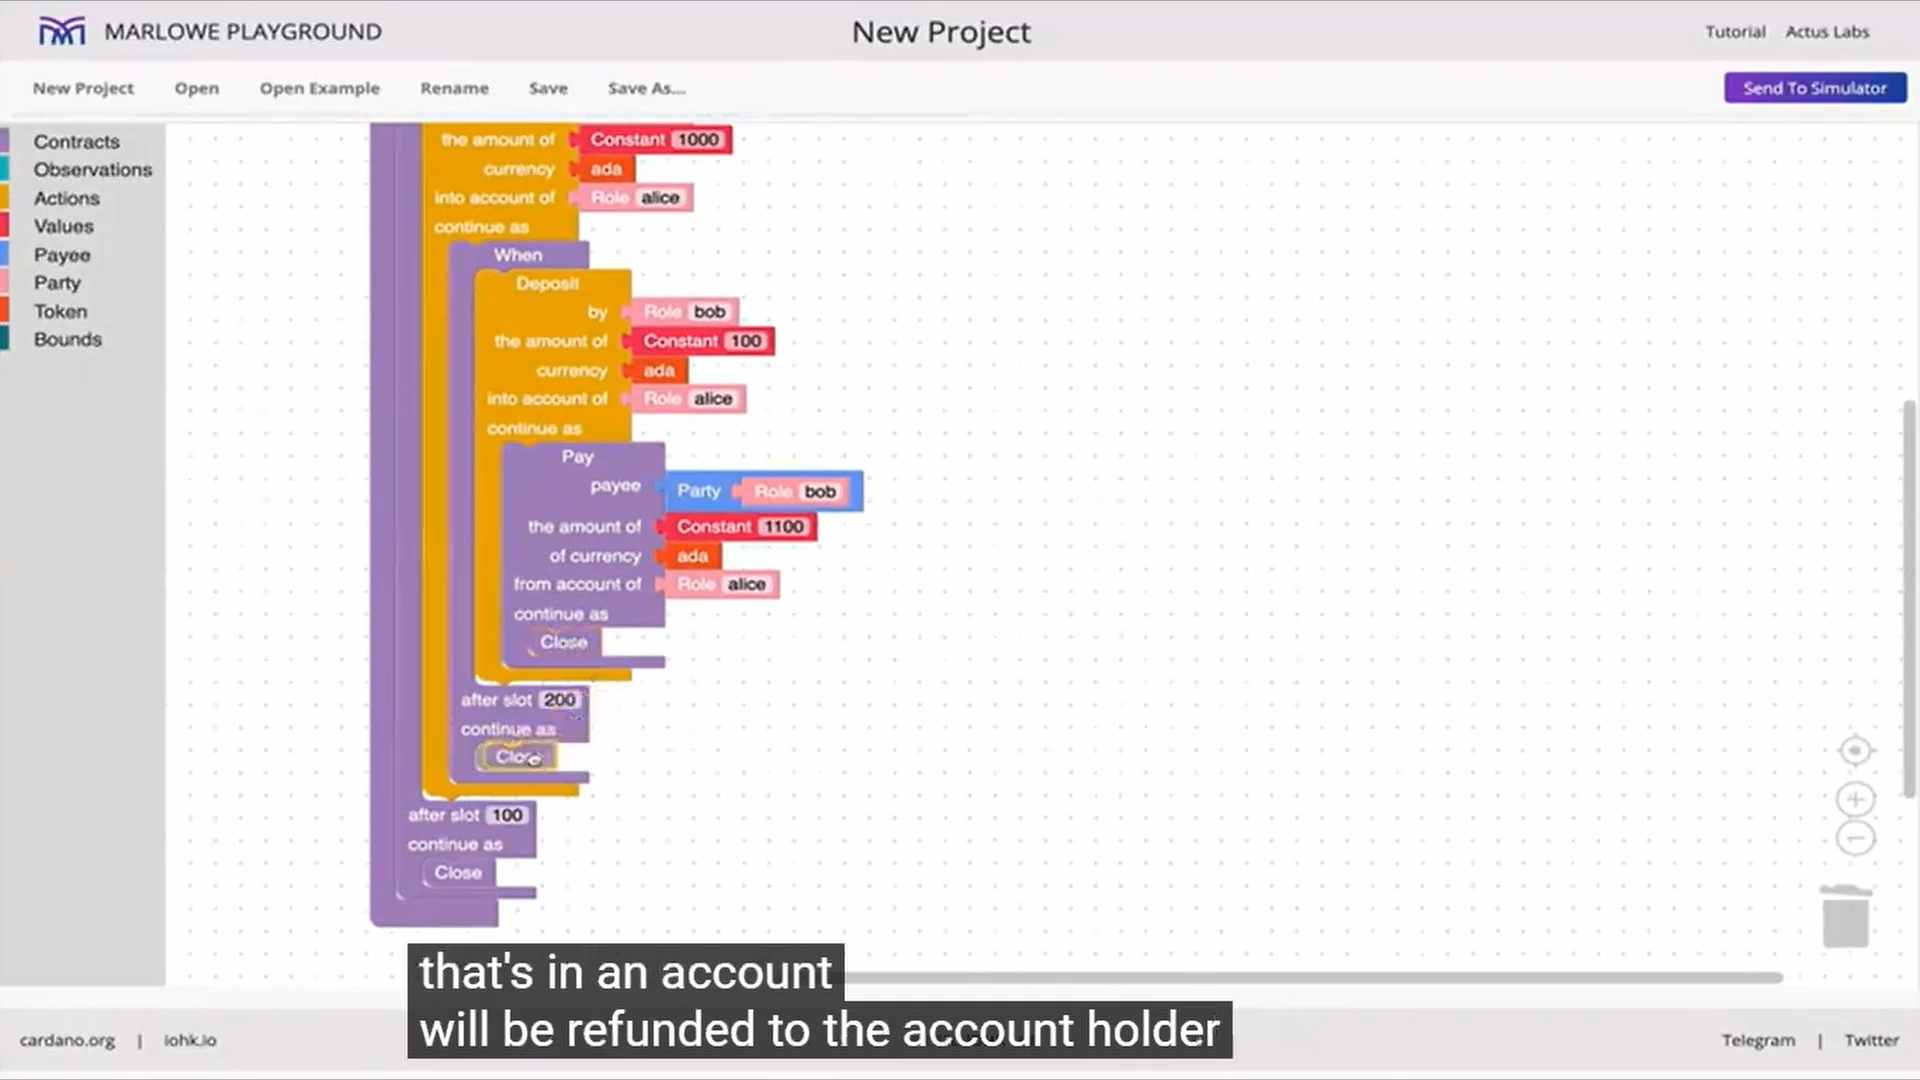 MARLOWE PLAYGROUND
New Project
Tutorial Actus Labs
New Project Open Open Example Rename Save Save As...
Send To Simulator
Contracts
Observations
Actions
Values
Payee
Party
Token
Bounds
the amount of Constant 1000
currency ada
into account of Role alice
continue as
When
Deposit
by Role bob
the amount of Constant 100
currency ada
into account of Role alice
continue as
Pay
payee Party Role bob
the amount of Constant 1100
of currency ada
from account of Role alice
continue as
Close
after slot 200
continue as
Close
after slot 100
continue as
Close
that's in an account
will be refunded to the account holder
cardano.org | iohk.io
Telegram | Twitter